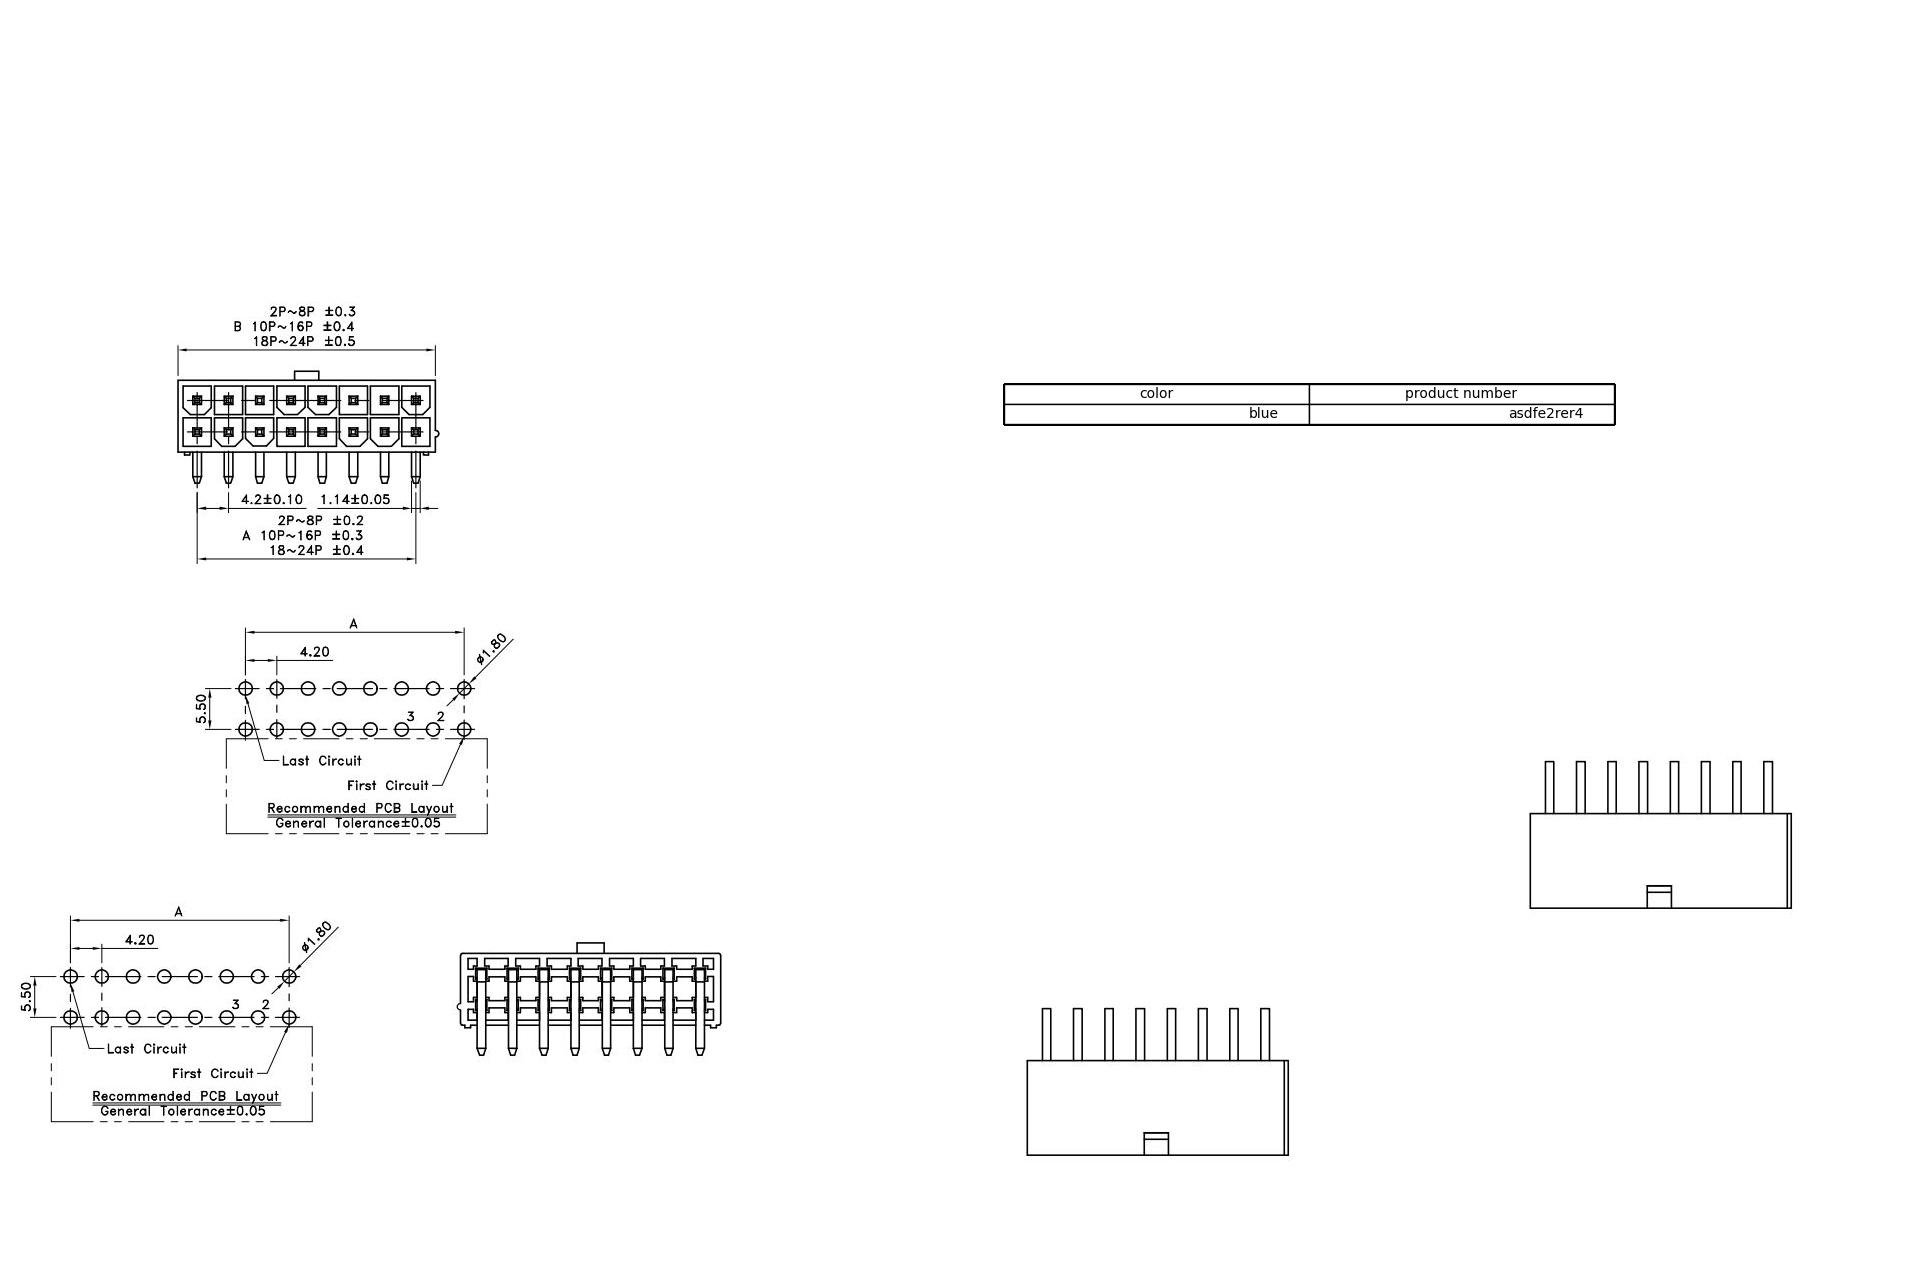 2P~8P ±0.3
B 10P~16P ±0.4
18P~24P ±0.5
color product number
blue asdfe2rer4
4.2±0.10 1.14±0.05
2P~8P ±0.2
A 10P~16P ±0.3
18~24P ±0.4
A
ø1.80
4.20
5.50
3 2
Last Circuit
First Circuit
Recommended PCB Layout
General Tolerance±0.05
A
ø1.80
4.20
5.50
3 2
Last Circuit
First Circuit
Recommended PCB Layout
General Tolerance±0.05